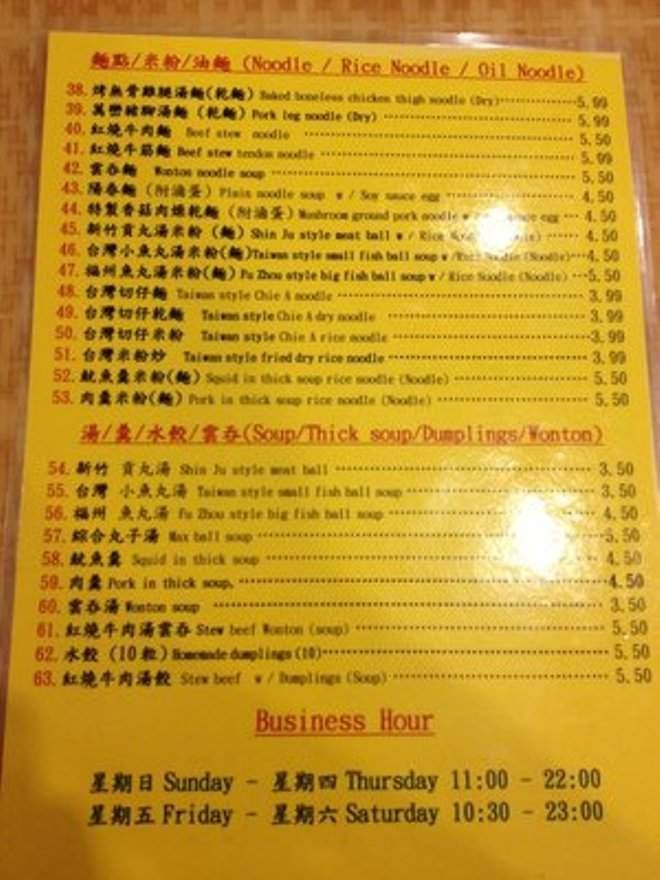 麵點/米粉/油麵 (Noodle / Rice Noodle / Oil Noodle)
38. 烤無骨雞腿湯麵(乾麵) Baked boneless chicken thigh noodle (Dry) 5.99
39. 萬巒豬腳湯麵 (乾麵) Pork leg noodle (Dry) 5.99
40. 紅燒牛肉麵 Beef stew noodle 5.50
41. 紅燒牛筋麵 Beef stew tendon noodle 5.99
42. 雲吞麵 Wonton noodle soup 5.50
43. 陽春麵 (附滷蛋) Plain noodle soup w / Soy sauce egg 4.50
44. 特製香菇肉燥乾麵 (附滷蛋) Mushroom ground pork noodle w / sauce egg 4.50
45. 新竹貢丸湯米粉 (麵) Shin Ju style meat ball w / Rice Noodle (Noodle) 4.50
46. 台灣小魚丸湯米粉(麵)Taiwan style small fish ball soup w/Rice Noodle (Noodle) 4.50
47. 福州魚丸湯米粉(麵) Fu Zhou style big fish ball soup w / Rice Noodle (Noodle) 5.50
48. 台灣切仔麵 Taiwan style Chie A noodle 3.99
49. 台灣切仔乾麵 Taiwan style Chie A dry noodle 3.99
50. 台灣切仔米粉 Taiwan style Chie A rice noodle 3.99
51. 台灣米粉炒 Taiwan style fried dry rice noodle 3.99
52. 魷魚羹米粉(麵) Squid in thick soup rice noodle (Noodle) 5.50
53. 肉羹米粉(麵) Pork in thick soup rice noodle (Noodle) 5.50
湯/羹/水餃/雲吞(Soup/Thick soup/Dumplings/Wonton)
54. 新竹 貢丸湯 Shin Ju style meat ball 3.50
55. 台灣 小魚丸湯 Taiwan style small fish ball soup 3.50
56. 福州 魚丸湯 Fu Zhou style big fish ball soup 4.50
57. 綜合丸子湯 Max ball soup 5.50
58. 魷魚羹 Squid in thick soup 4.50
59. 肉羹 Pork in thick soup. 4.50
60. 雲吞湯 Wonton soup 3.50
61. 紅燒牛肉湯雲吞 Stew beef Wonton (soup) 5.50
62. 水餃 (10粒) Homemade dumplings (10) 5.50
63. 紅燒牛肉湯餃 Stew beef w / Dumplings (Soup) 5.50
Business Hour
星期日 Sunday - 星期四 Thursday 11:00 - 22:00
星期五 Friday - 星期六 Saturday 10:30 - 23:00